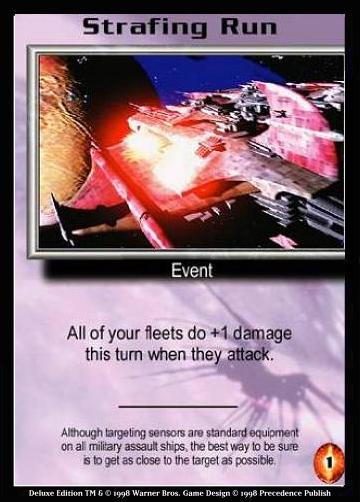 Strafing Run
Event
All of your fleets do +1 damage
this turn when they attack.
Although targeting sensors are standard equipment
on all military assault ships, the best way to be sure
is to get as close to the target as possible.
1
Deluxe Edition TM & © 1998 Warner Bros. Game Design © 1998 Precedence Publish